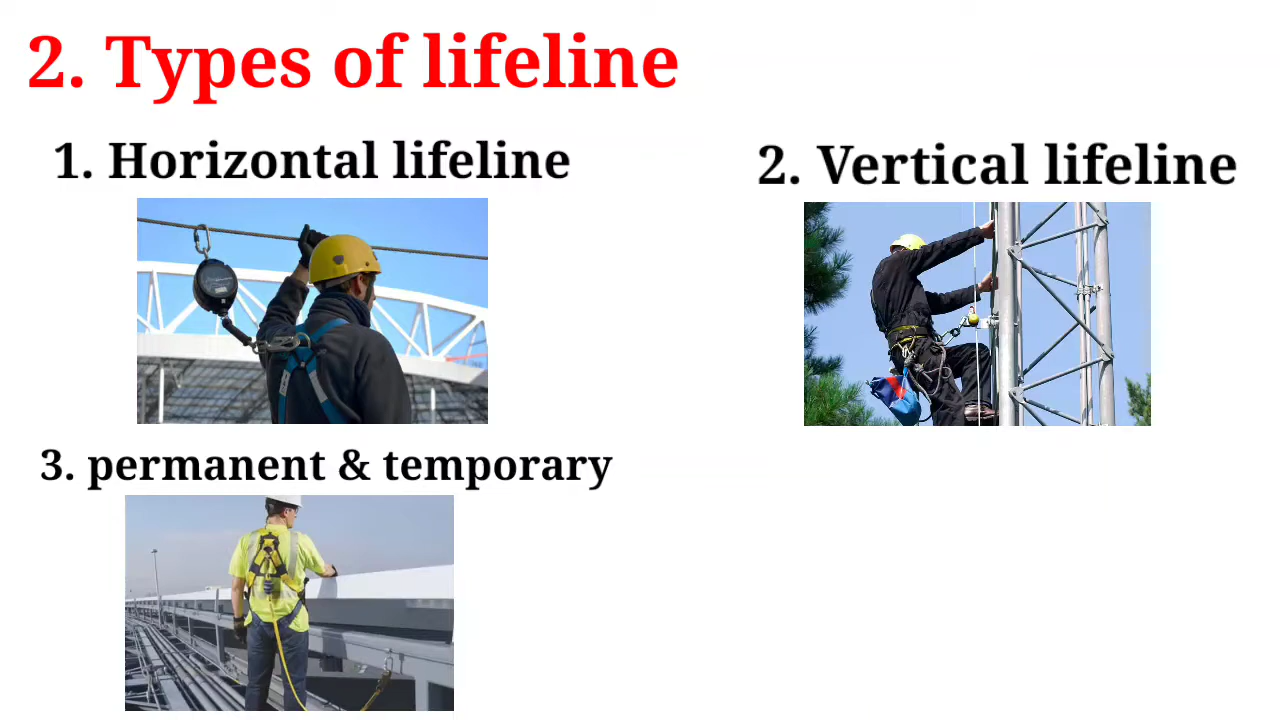 2. Types of lifeline
1. Horizontal lifeline
2. Vertical lifeline
3. permanent & temporary